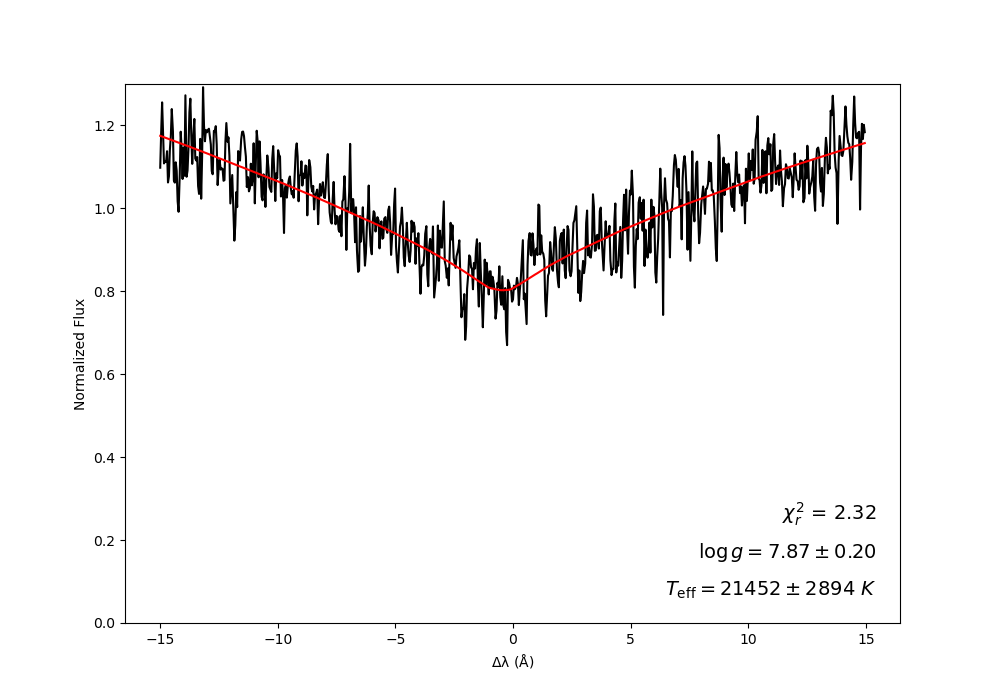 1.2
1.0
0.8
0.6
0.4
0.2
0.0
Normalized Flux
χ²ᵣ = 2.32
log g = 7.87 ± 0.20
T_eff = 21452 ± 2894 K
−15 −10 −5 0 5 10 15
Δλ (Å)